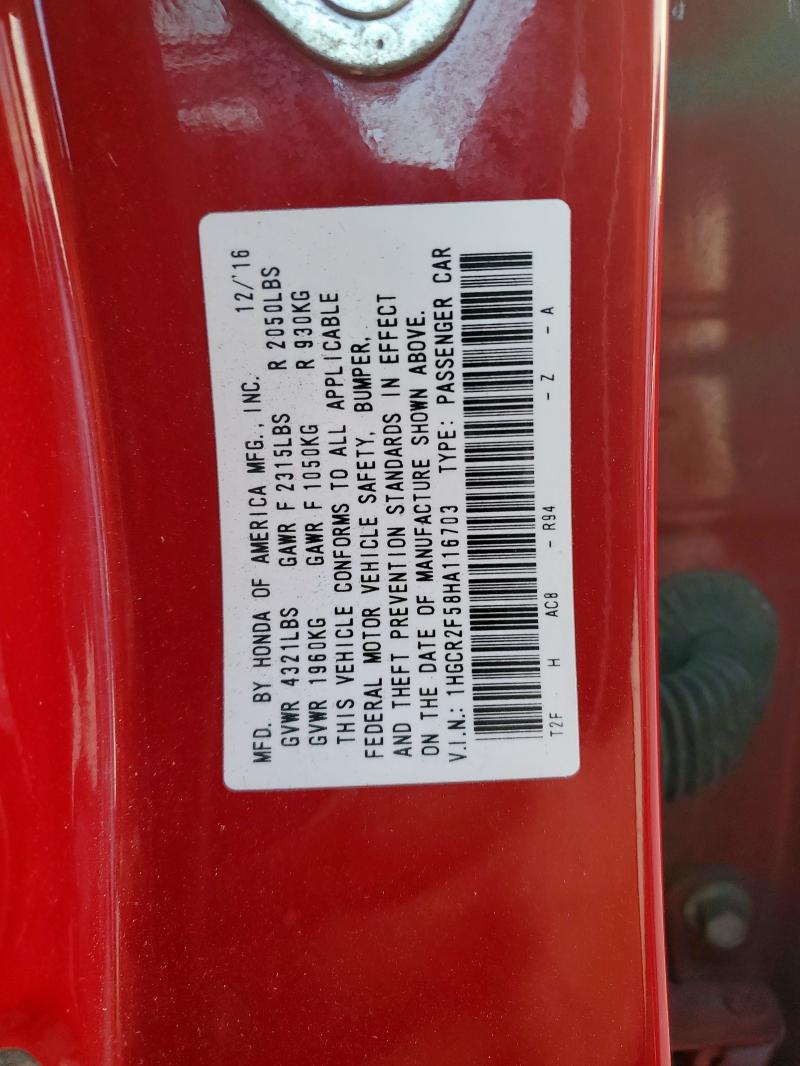 MFD. BY HONDA OF AMERICA MFG., INC. 12/'16
GVWR 4321LBS GAWR F 2315LBS R 2050LBS
GVWR 1960KG GAWR F 1050KG R 930KG
THIS VEHICLE CONFORMS TO ALL APPLICABLE
FEDERAL MOTOR VEHICLE SAFETY, BUMPER,
AND THEFT PREVENTION STANDARDS IN EFFECT
ON THE DATE OF MANUFACTURE SHOWN ABOVE.
V.I.N.: 1HGCR2F58HA116703 TYPE: PASSENGER CAR
T2F H AC8 - R94 - Z - A